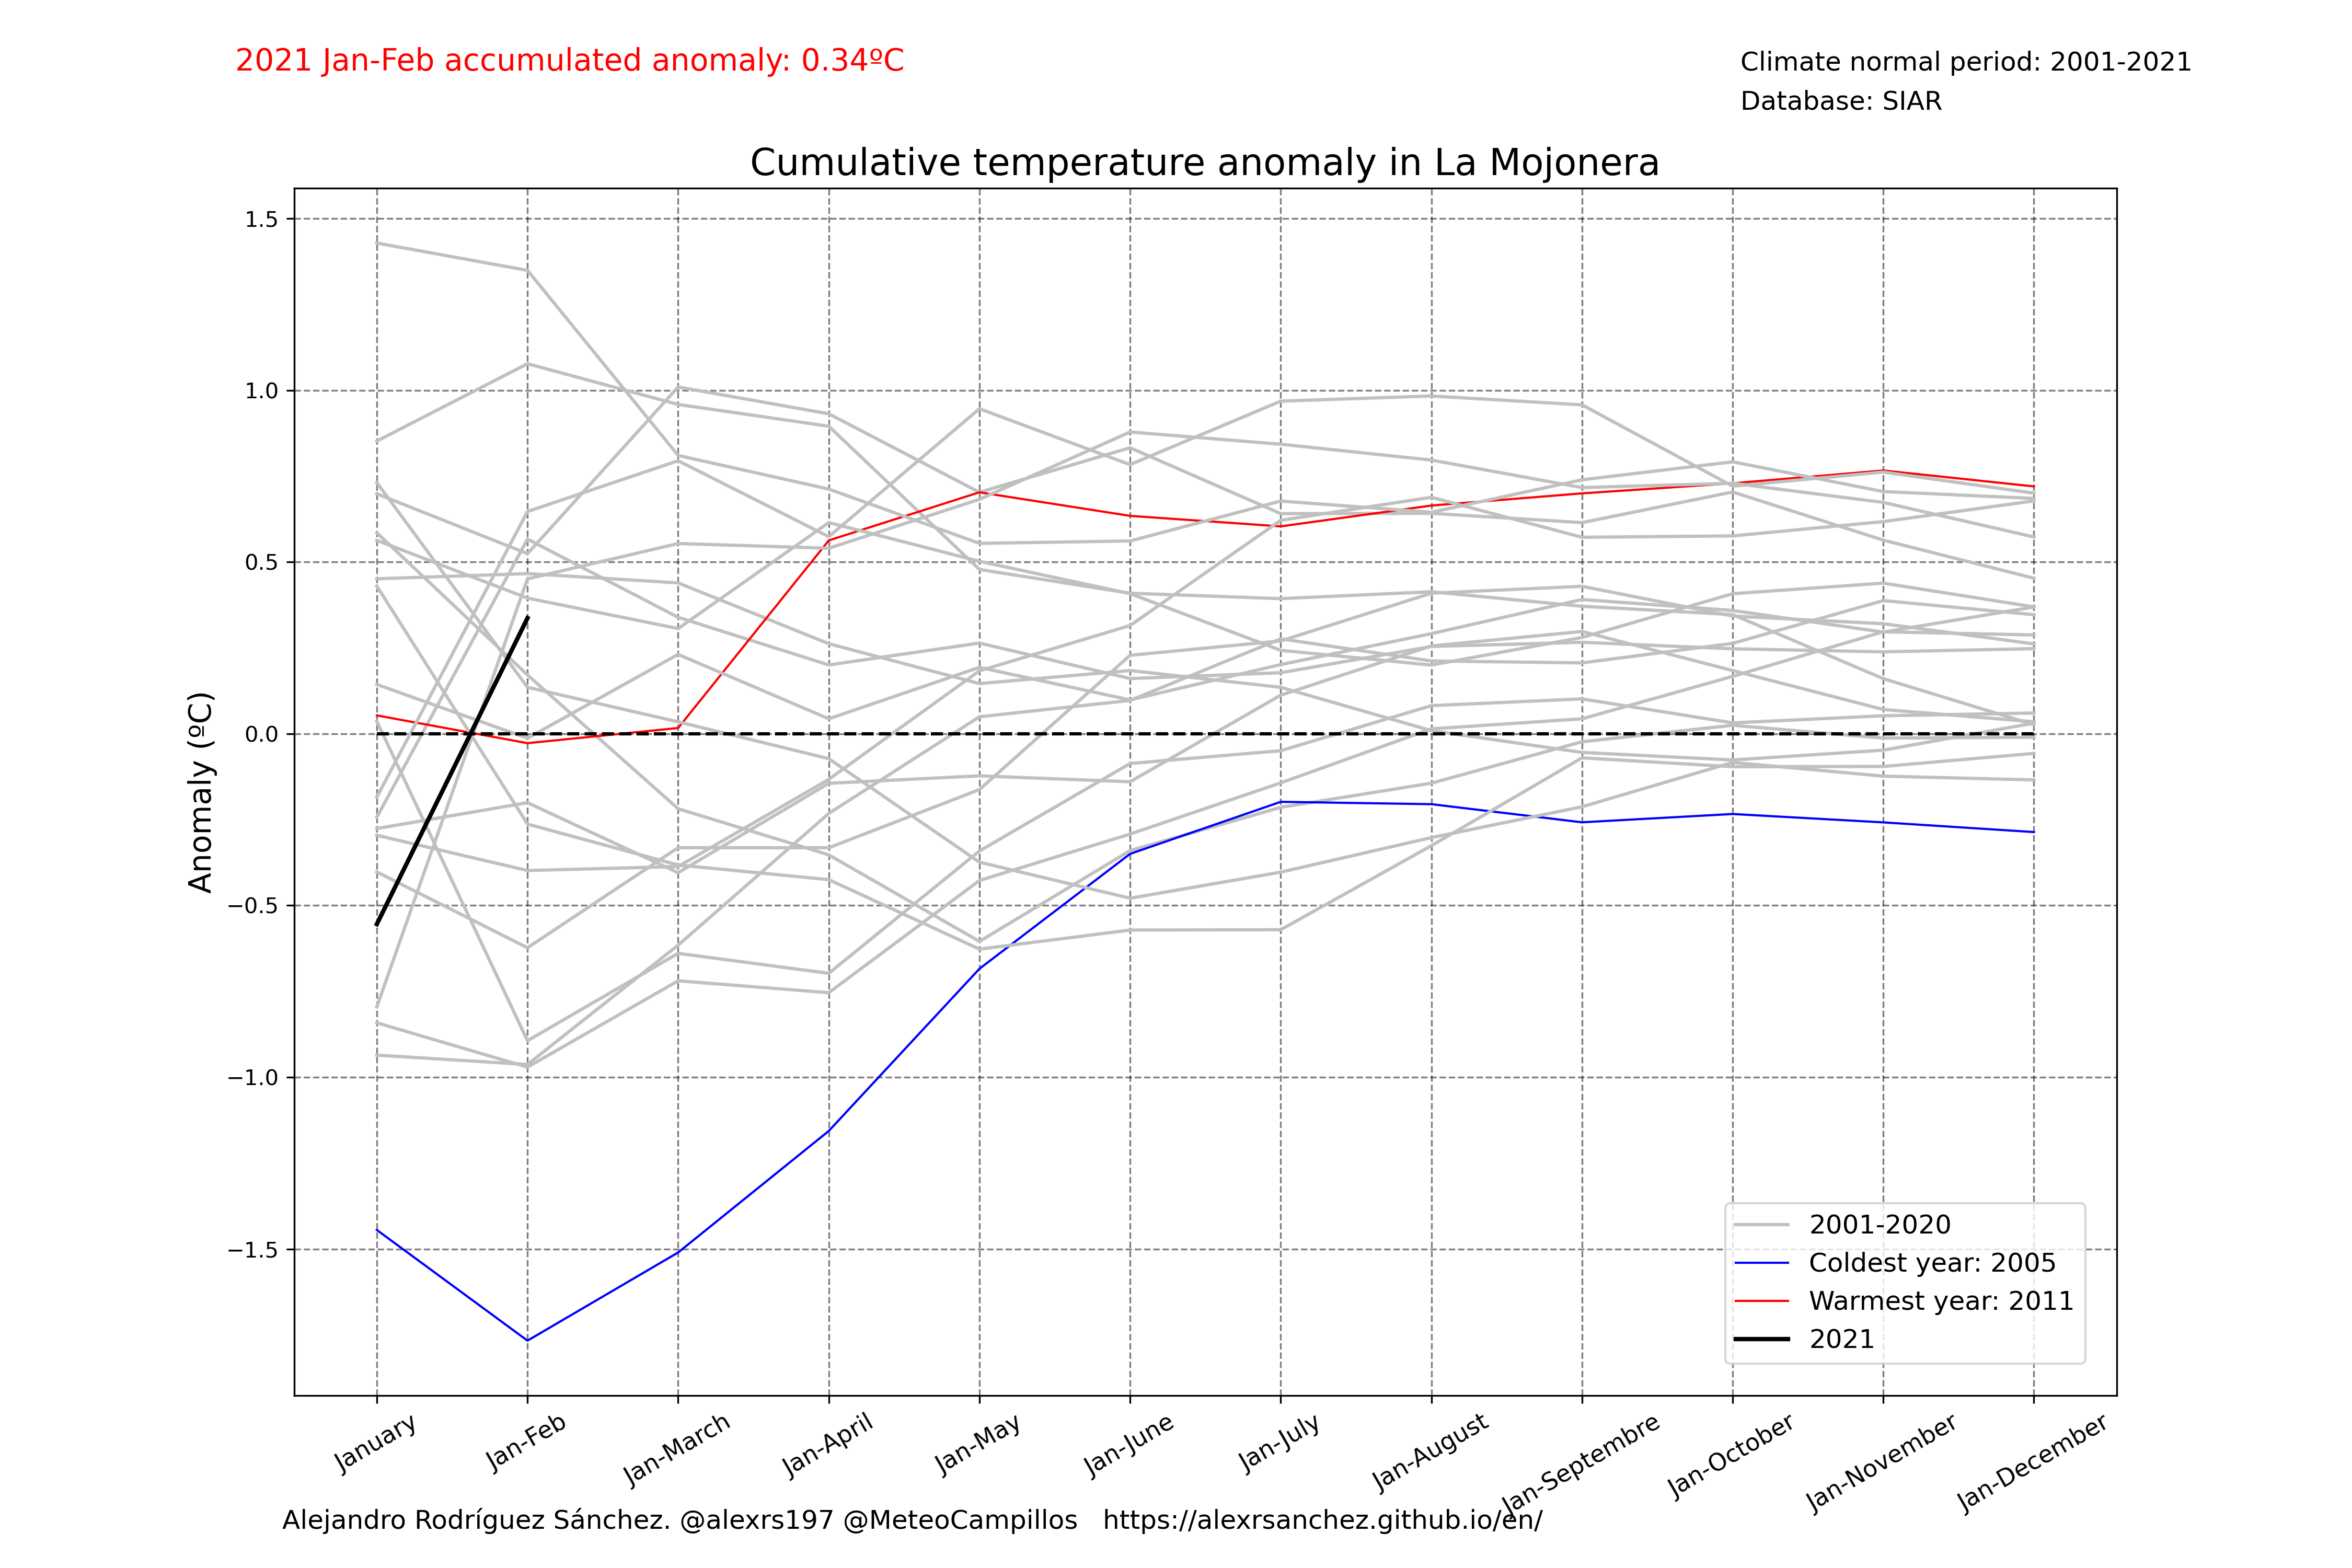 2021 Jan-Feb accumulated anomaly: 0.34ºC
Climate normal period: 2001-2021
Database: SIAR
Cumulative temperature anomaly in La Mojonera
Anomaly (ºC)
1.5
1.0
0.5
0.0
−0.5
−1.0
−1.5
2001-2020
Coldest year: 2005
Warmest year: 2011
2021
January
Jan-Feb
Jan-March
Jan-April
Jan-May
Jan-June
Jan-July
Jan-August
Jan-Septembre
Jan-October
Jan-November
Jan-December
Alejandro Rodríguez Sánchez. @alexrs197 @MeteoCampillos   https://alexrsanchez.github.io/en/